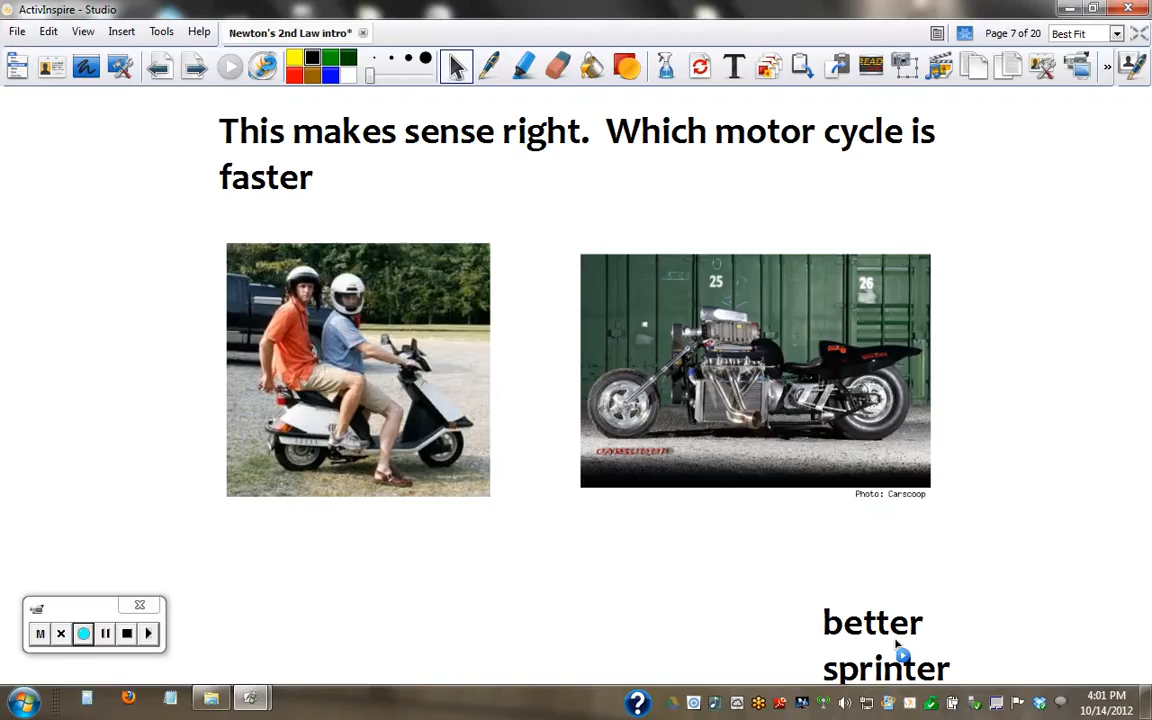 ActivInspire - Studio
File Edit View Insert Tools Help Newton's 2nd Law intro* Page 7 of 20 Best Fit
This makes sense right.  Which motor cycle is
faster
25 26
CARSCOOP
Photo: Carscoop
better
sprinter
M
4:01 PM
10/14/2012